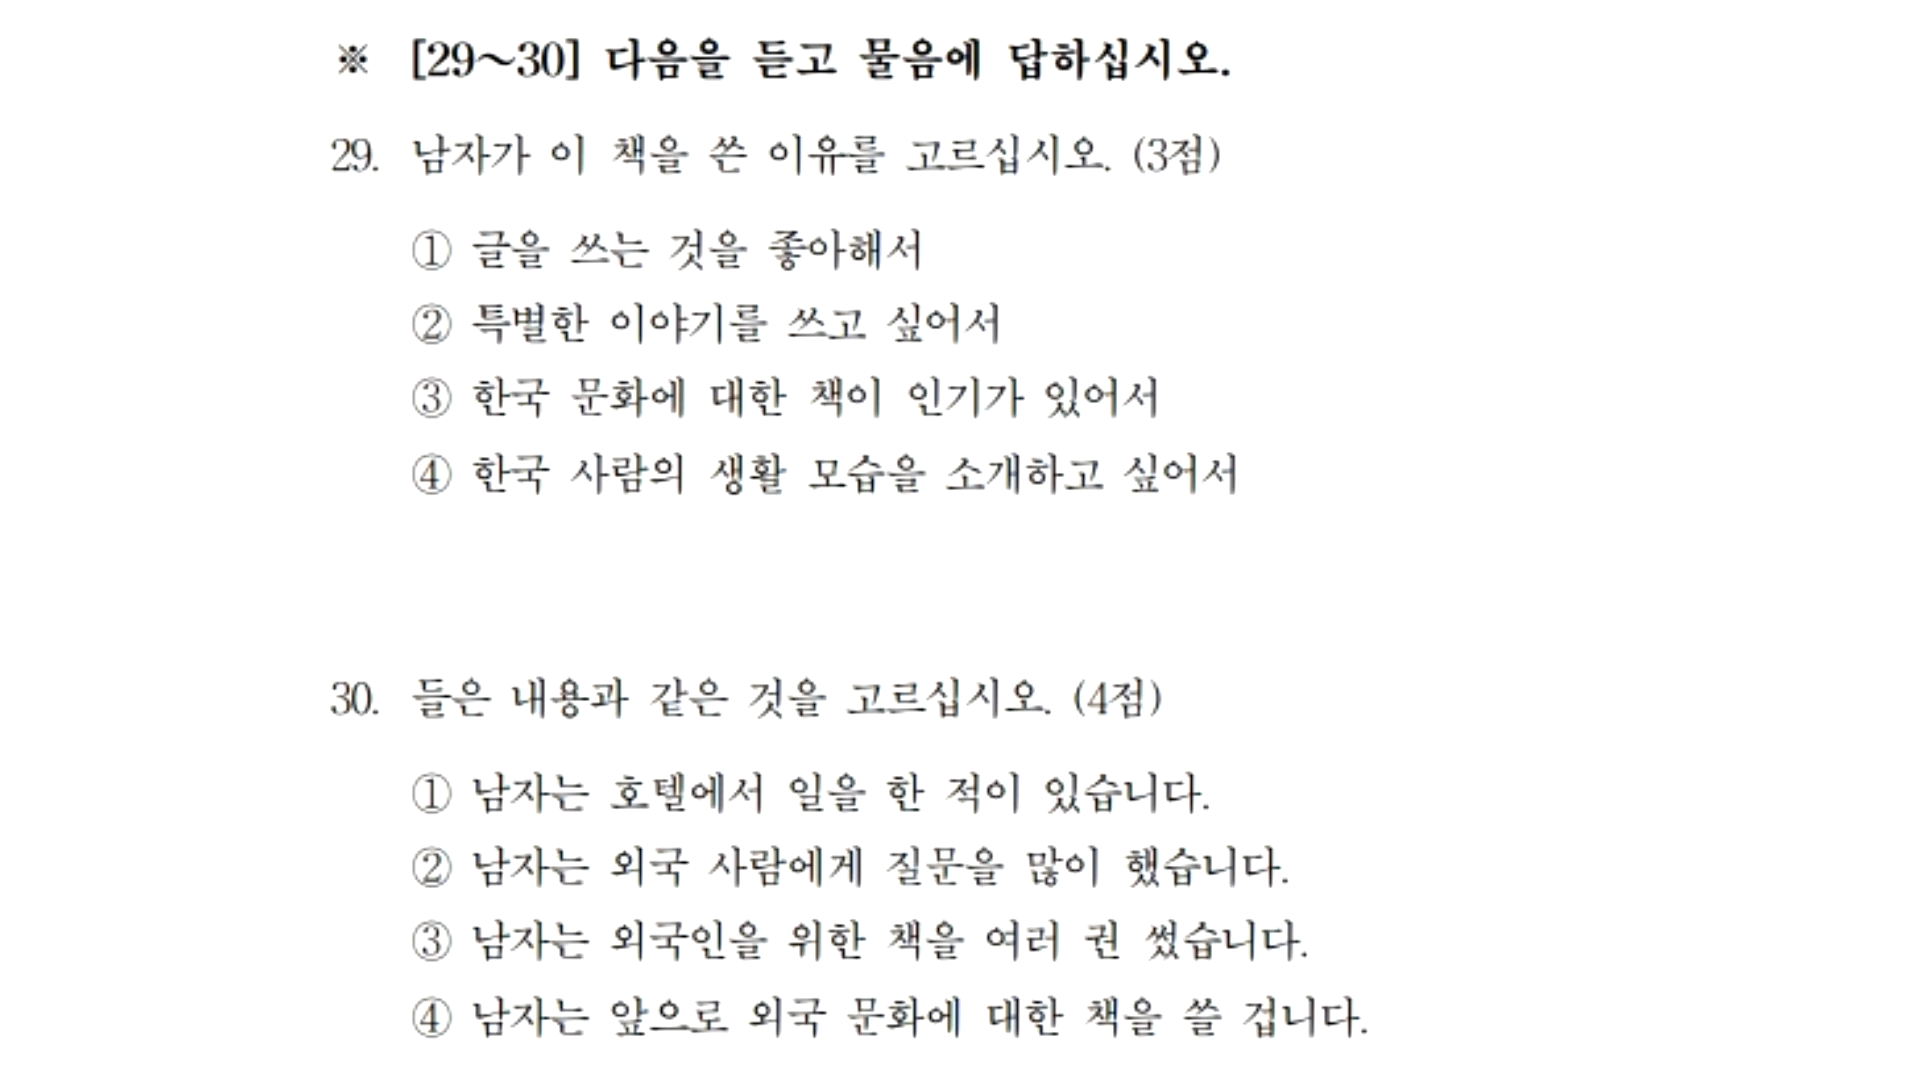 ※ [29～30] 다음을 듣고 물음에 답하십시오.
29. 남자가 이 책을 쓴 이유를 고르십시오. (3점)
① 글을 쓰는 것을 좋아해서
② 특별한 이야기를 쓰고 싶어서
③ 한국 문화에 대한 책이 인기가 있어서
④ 한국 사람의 생활 모습을 소개하고 싶어서
30. 들은 내용과 같은 것을 고르십시오. (4점)
① 남자는 호텔에서 일을 한 적이 있습니다.
② 남자는 외국 사람에게 질문을 많이 했습니다.
③ 남자는 외국인을 위한 책을 여러 권 썼습니다.
④ 남자는 앞으로 외국 문화에 대한 책을 쓸 겁니다.